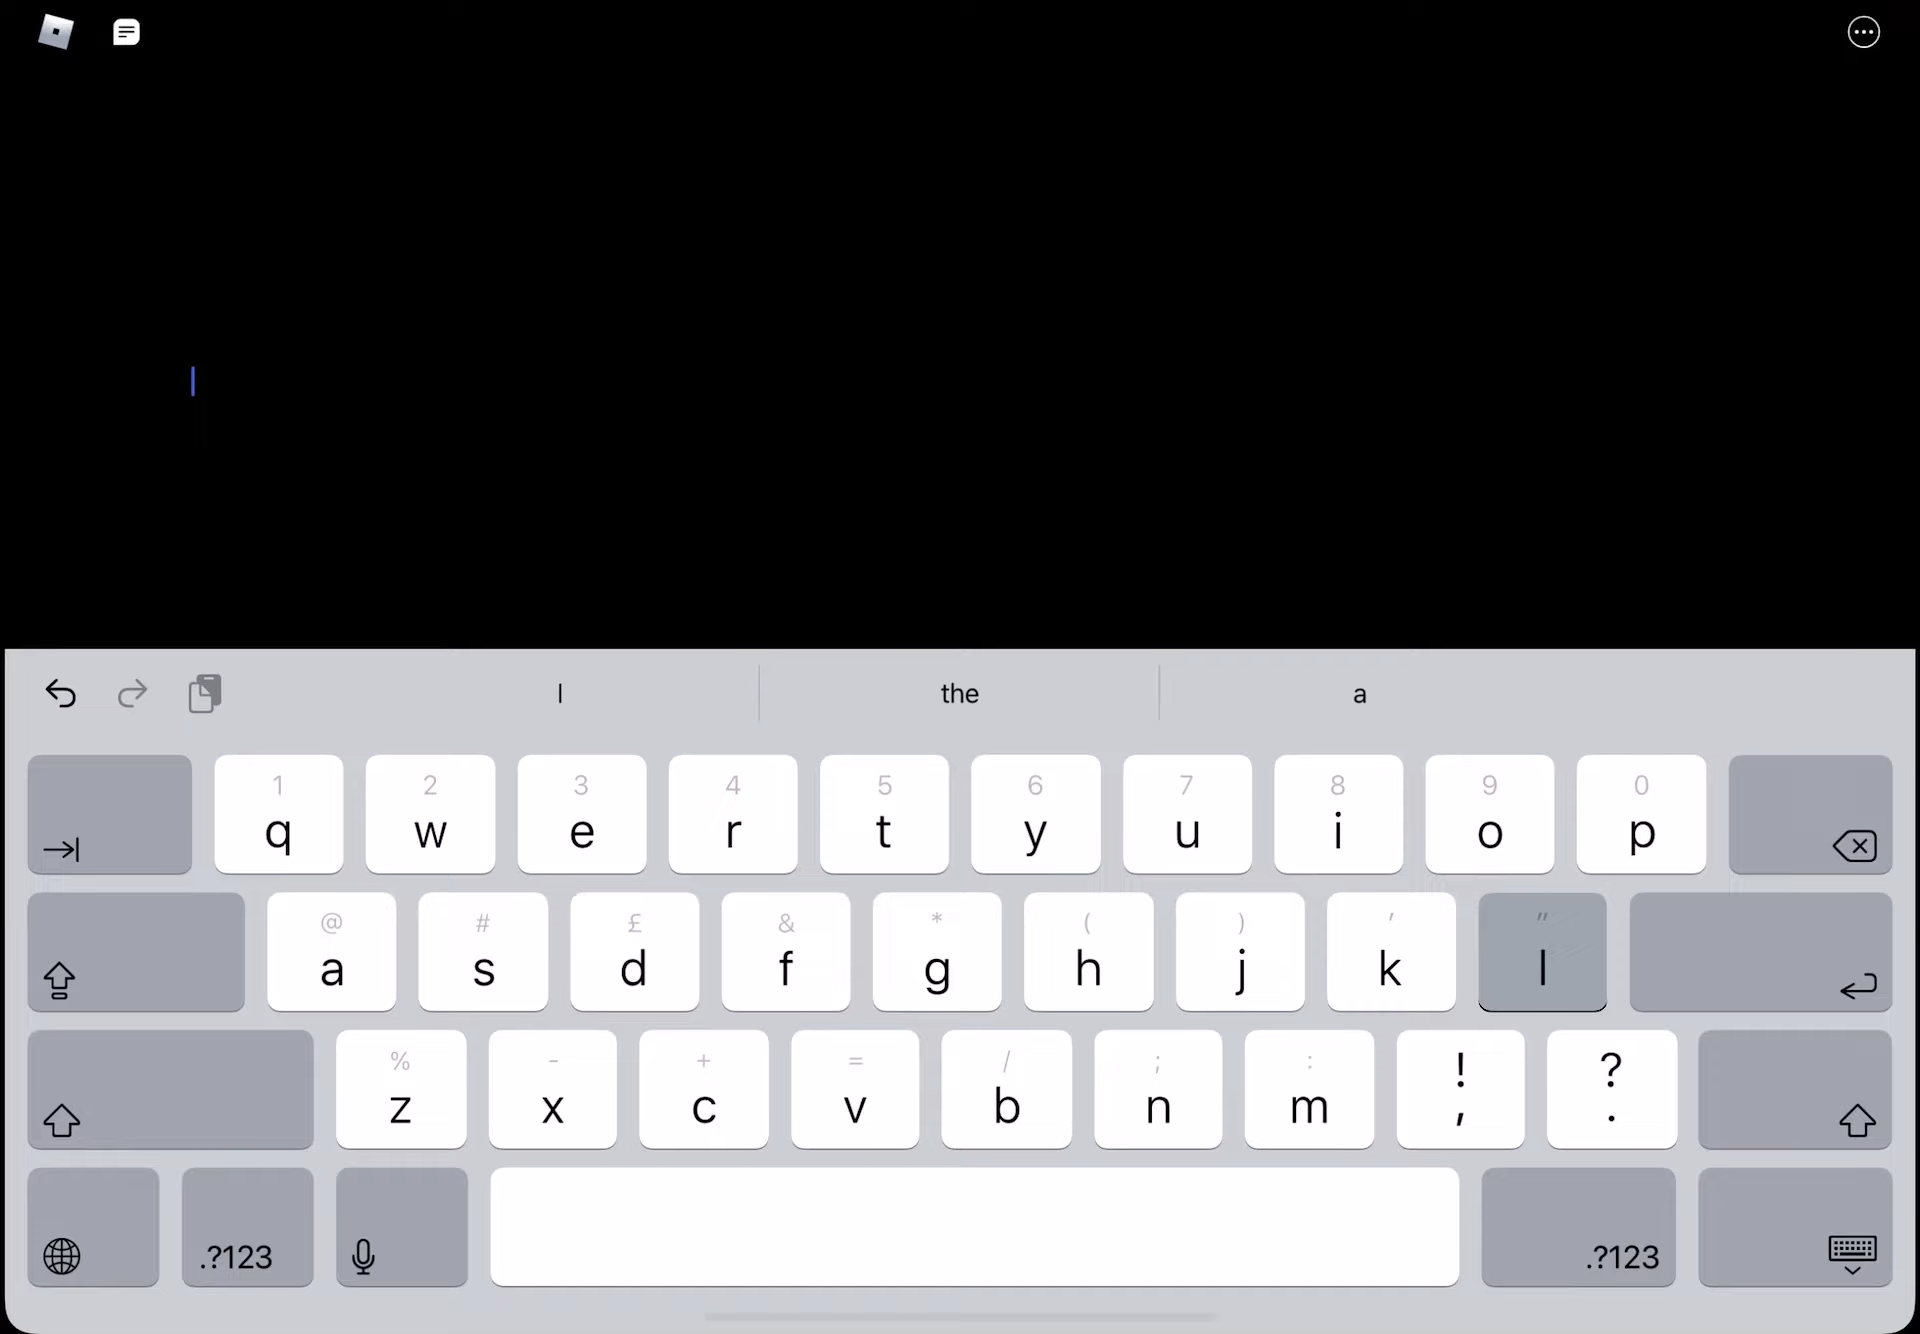 I the a
1 2 3 4 5 6 7 8 9 0
q w e r t y u i o p
@ # £ & * ( ) ' "
a s d f g h j k l
% - + = / ; : ! ?
z x c v b n m , .
.?123 .?123